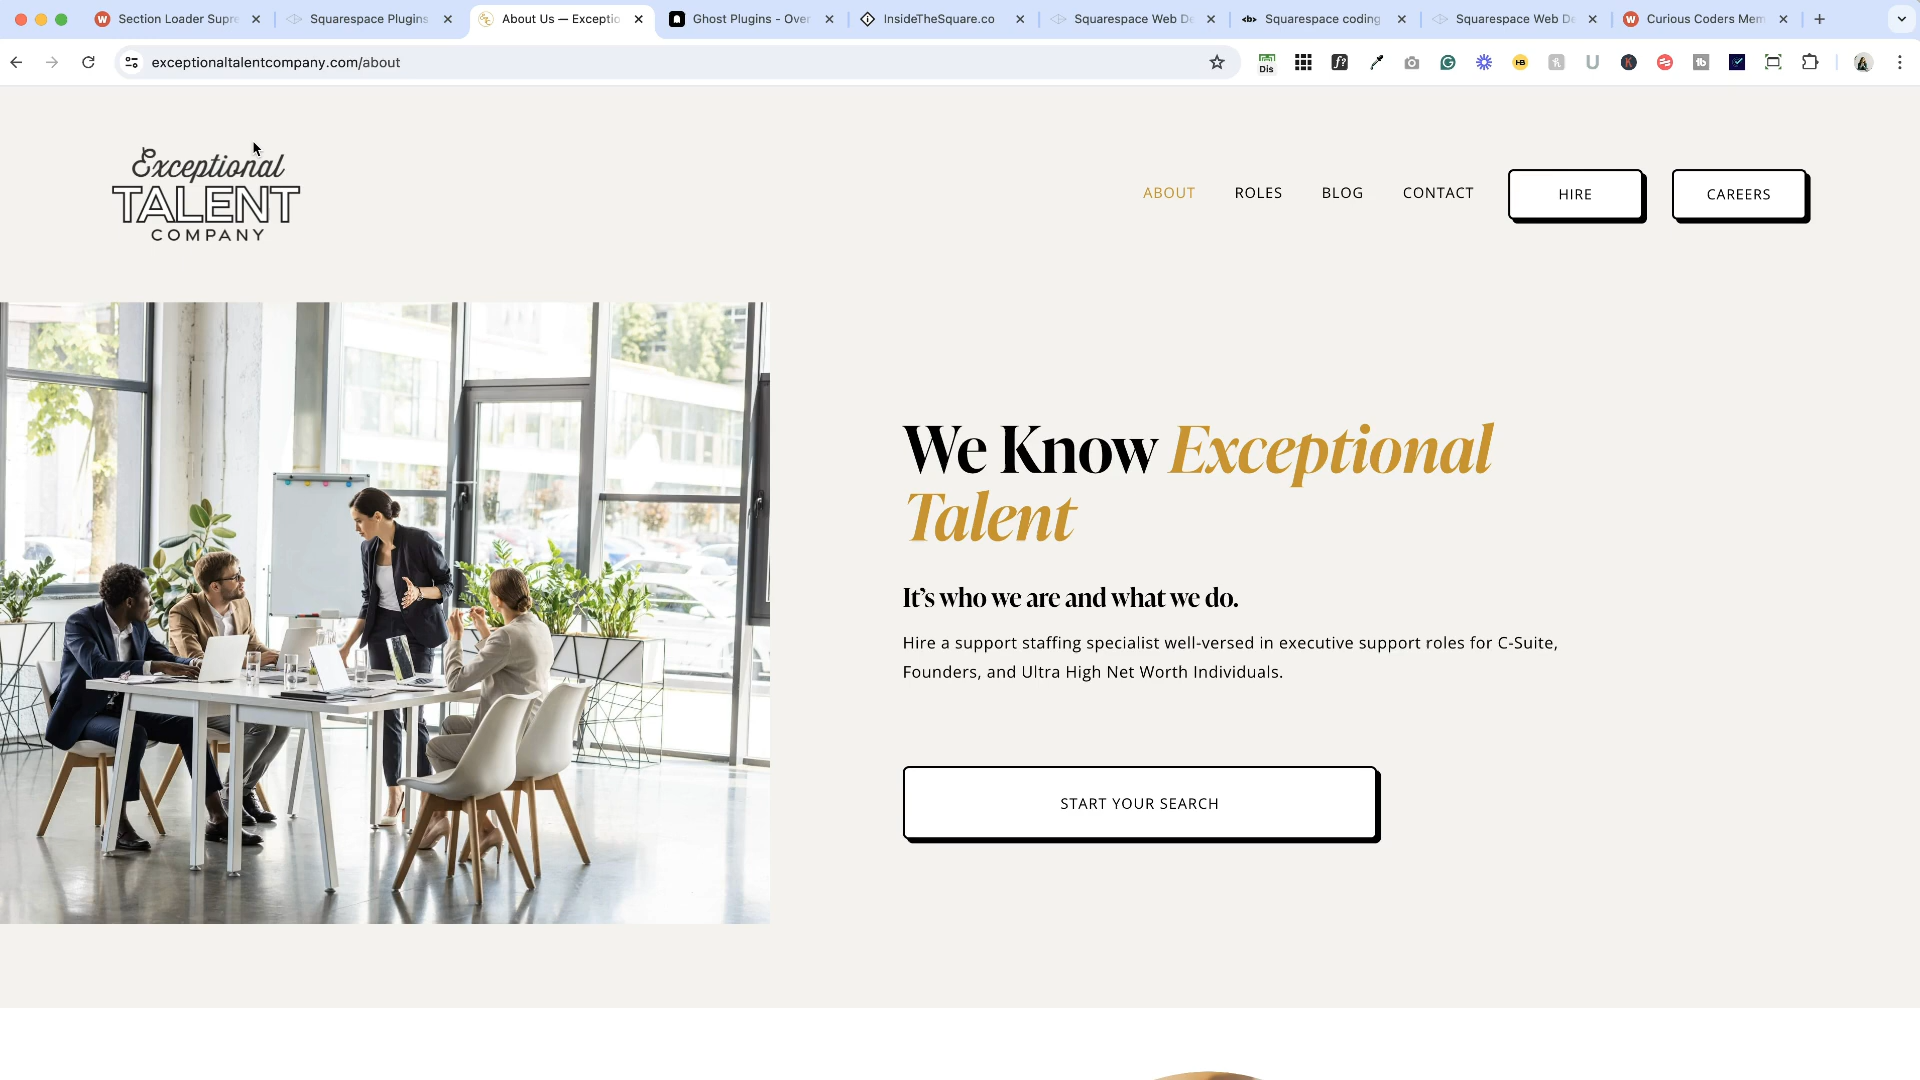 Section Loader Supre
Squarespace Plugins
About Us — Exceptio
Ghost Plugins - Over
InsideTheSquare.co
Squarespace Web De
Squarespace coding
Squarespace Web De
Curious Coders Mem
exceptionaltalentcompany.com/about
Dis
Exceptional
TALENT
COMPANY
ABOUT
ROLES
BLOG
CONTACT
HIRE
CAREERS
We Know Exceptional
Talent
It's who we are and what we do.
Hire a support staffing specialist well-versed in executive support roles for C-Suite,
Founders, and Ultra High Net Worth Individuals.
START YOUR SEARCH